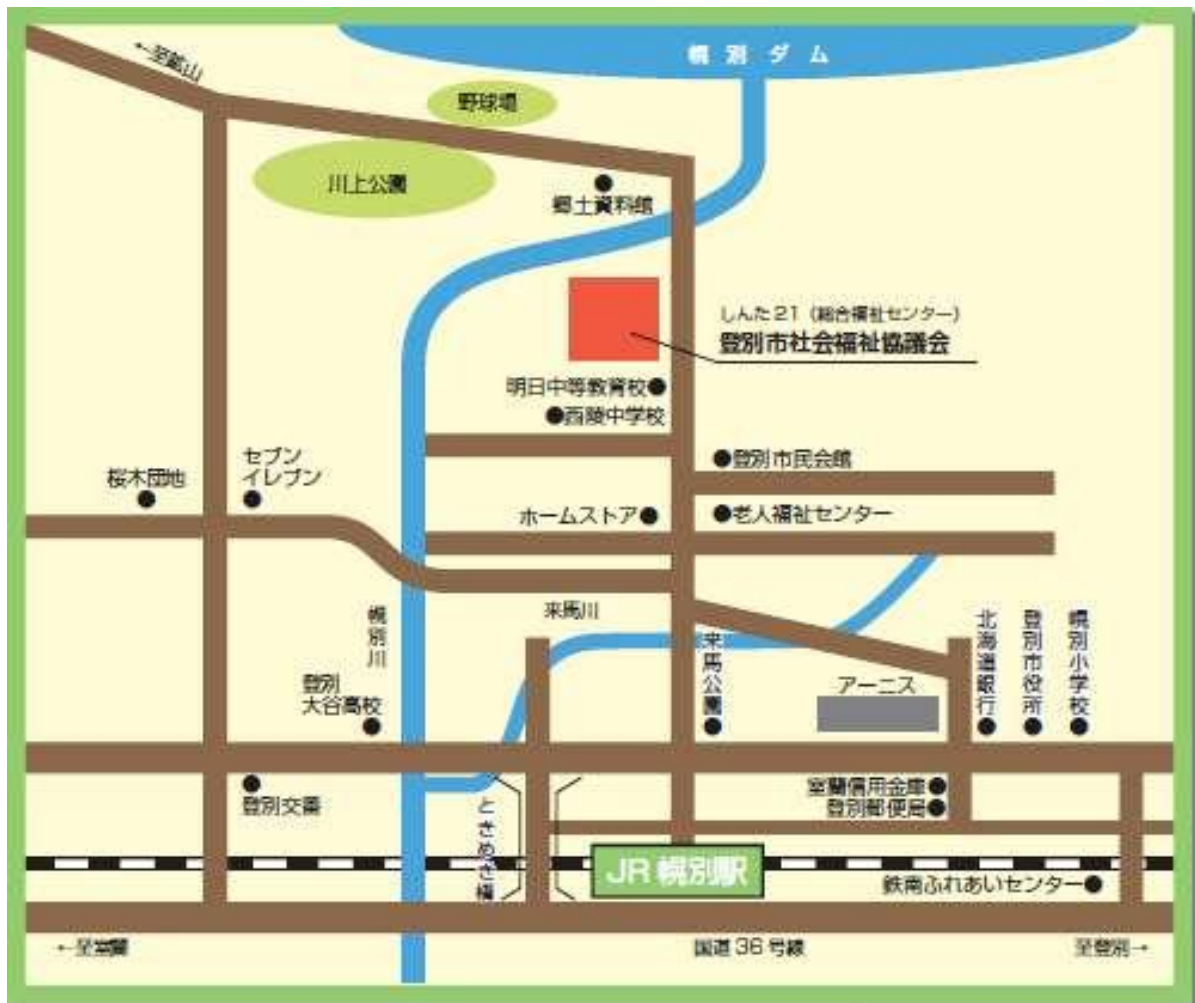 幌別ダム
←至鉱山
野球場
川上公園
郷土資料館
しんた21（総合福祉センター）
登別市社会福祉協議会
明日中等教育校●
●西陵中学校
●登別市民会館
セブン
イレブン
桜木団地
ホームストア●
●老人福祉センター
来馬川
幌別川
来馬公園
北海道銀行
登別市役所
幌別小学校
アーニス
登別
大谷高校
登別交番
ときめき橋
室蘭信用金庫●
登別郵便局●
JR幌別駅
鉄南ふれあいセンター●
←至室蘭
国道36号線
至登別→